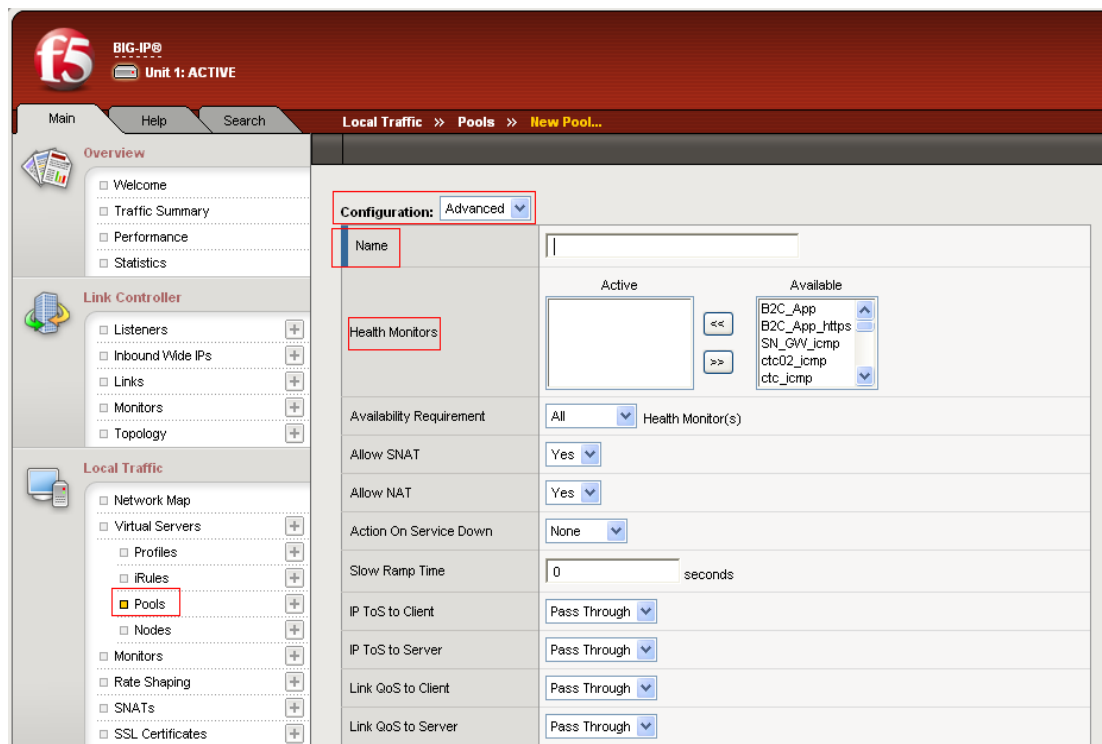 f5
BIG-IP®
Unit 1: ACTIVE
Main
Help
Search
Local Traffic » Pools » New Pool...
Overview
Welcome
Traffic Summary
Performance
Statistics
Link Controller
Listeners
Inbound Wide IPs
Links
Monitors
Topology
Local Traffic
Network Map
Virtual Servers
Profiles
iRules
Pools
Nodes
Monitors
Rate Shaping
SNATs
SSL Certificates
Configuration: Advanced
Name
Health Monitors
Active
<<
>>
Available
B2C_App
B2C_App_https
SN_GW_icmp
ctc02_icmp
ctc_icmp
Availability Requirement
All Health Monitor(s)
Allow SNAT
Yes
Allow NAT
Yes
Action On Service Down
None
Slow Ramp Time
0 seconds
IP ToS to Client
Pass Through
IP ToS to Server
Pass Through
Link QoS to Client
Pass Through
Link QoS to Server
Pass Through